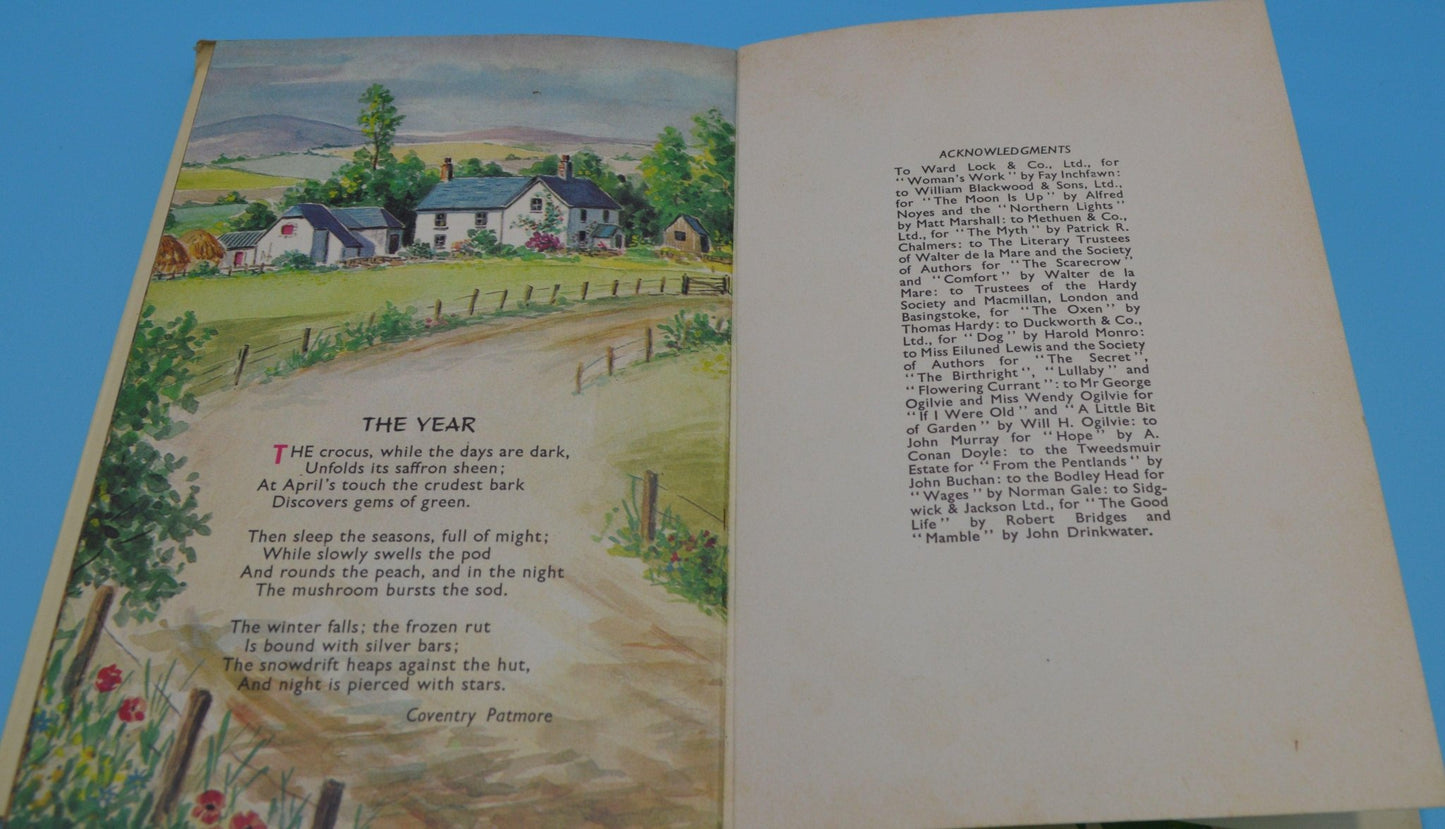 THE YEAR
THE crocus, while the days are dark,
Unfolds its saffron sheen;
At April's touch the crudest bark
Discovers gems of green.
Then sleep the seasons, full of might;
While slowly swells the pod
And rounds the peach, and in the night
The mushroom bursts the sod.
The winter falls; the frozen rut
Is bound with silver bars;
The snowdrift heaps against the hut,
And night is pierced with stars.
Coventry Patmore
ACKNOWLEDGMENTS
To Ward Lock & Co., Ltd., for
"Woman's Work" by Fay Inchfawn:
to William Blackwood & Sons, Ltd.,
for "The Moon Is Up" by Alfred
Noyes and the "Northern Lights"
by Matt Marshall: to Methuen & Co.,
Ltd., for "The Myth" by Patrick R.
Chalmers: to The Literary Trustees
of Walter de la Mare and the Society
of Authors for "The Scarecrow"
and "Comfort" by Walter de la
Mare: to Trustees of the Hardy
Society and Macmillan, London and
Basingstoke, for "The Oxen" by
Thomas Hardy: to Duckworth & Co.,
Ltd., for "Dog" by Harold Monro:
to Miss Eiluned Lewis and the Society
of Authors for "The Secret",
"The Birthright", "Lullaby" and
"Flowering Currant": to Mr George
Ogilvie and Miss Wendy Ogilvie for
"If I Were Old" and "A Little Bit
of Garden" by Will H. Ogilvie: to
John Murray for "Hope" by A.
Conan Doyle: to the Tweedsmuir
Estate for "From the Pentlands" by
John Buchan: to the Bodley Head for
"Wages" by Norman Gale: to Sidg-
wick & Jackson Ltd., for "The Good
Life" by Robert Bridges and
"Mamble" by John Drinkwater.